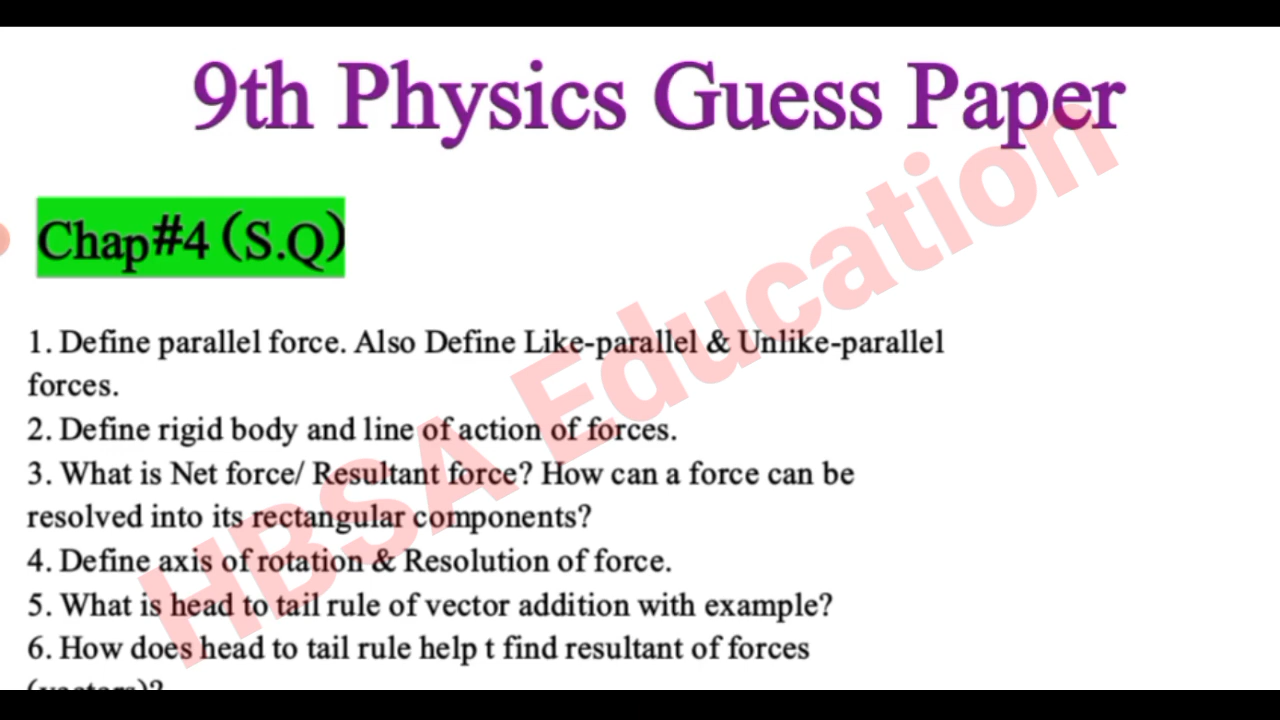 9th Physics Guess Paper
Chap#4 (S.Q)
1. Define parallel force. Also Define Like-parallel & Unlike-parallel
forces.
2. Define rigid body and line of action of forces.
3. What is Net force/ Resultant force? How can a force can be
resolved into its rectangular components?
4. Define axis of rotation & Resolution of force.
5. What is head to tail rule of vector addition with example?
6. How does head to tail rule help t find resultant of forces
(vectors)?
HBSA Education